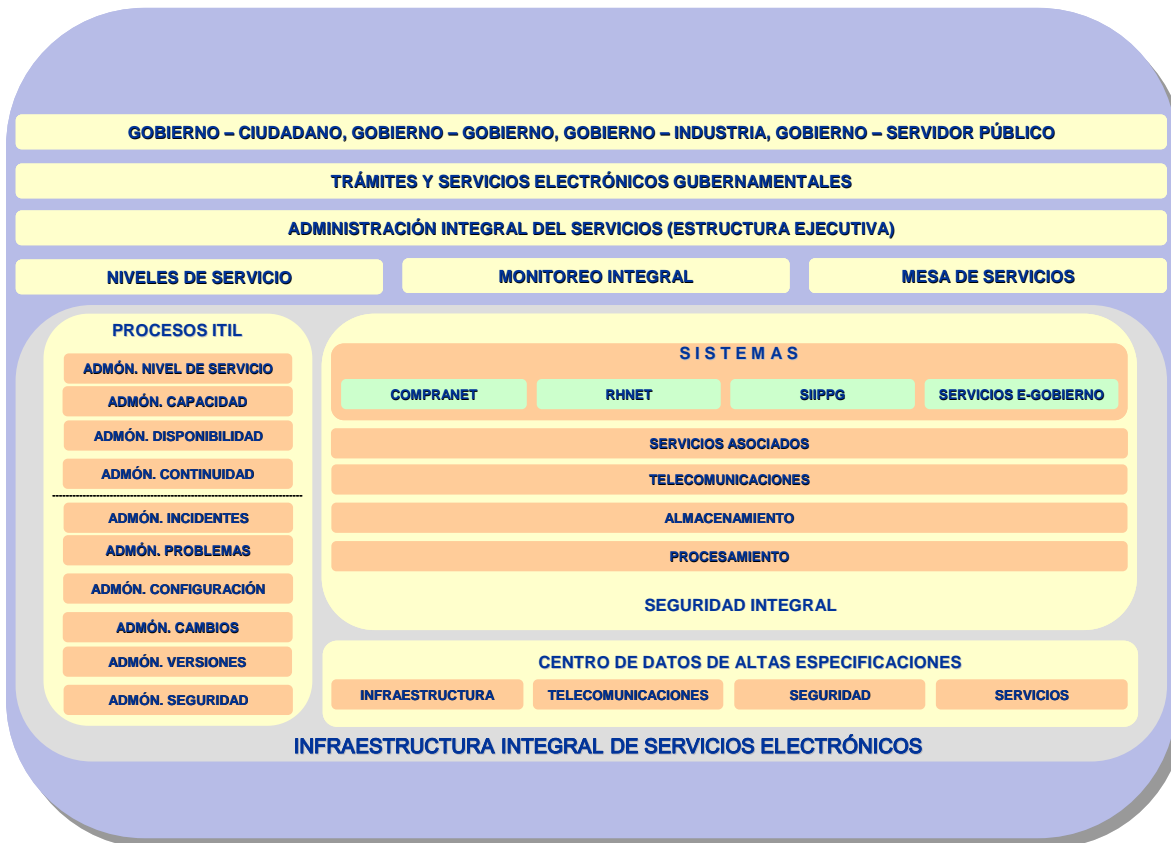 GOBIERNO – CIUDADANO, GOBIERNO – GOBIERNO, GOBIERNO – INDUSTRIA, GOBIERNO – SERVIDOR PÚBLICO
TRÁMITES Y SERVICIOS ELECTRÓNICOS GUBERNAMENTALES
ADMINISTRACIÓN INTEGRAL DEL SERVICIOS (ESTRUCTURA EJECUTIVA)
NIVELES DE SERVICIO
MONITOREO INTEGRAL
MESA DE SERVICIOS
PROCESOS ITIL
ADMÓN. NIVEL DE SERVICIO
ADMÓN. CAPACIDAD
ADMÓN. DISPONIBILIDAD
ADMÓN. CONTINUIDAD
ADMÓN. INCIDENTES
ADMÓN. PROBLEMAS
ADMÓN. CONFIGURACIÓN
ADMÓN. CAMBIOS
ADMÓN. VERSIONES
ADMÓN. SEGURIDAD
S I S T E M A S
COMPRANET
RHNET
SIIPPG
SERVICIOS E-GOBIERNO
SERVICIOS ASOCIADOS
TELECOMUNICACIONES
ALMACENAMIENTO
PROCESAMIENTO
SEGURIDAD INTEGRAL
CENTRO DE DATOS DE ALTAS ESPECIFICACIONES
INFRAESTRUCTURA
TELECOMUNICACIONES
SEGURIDAD
SERVICIOS
INFRAESTRUCTURA INTEGRAL DE SERVICIOS ELECTRÓNICOS